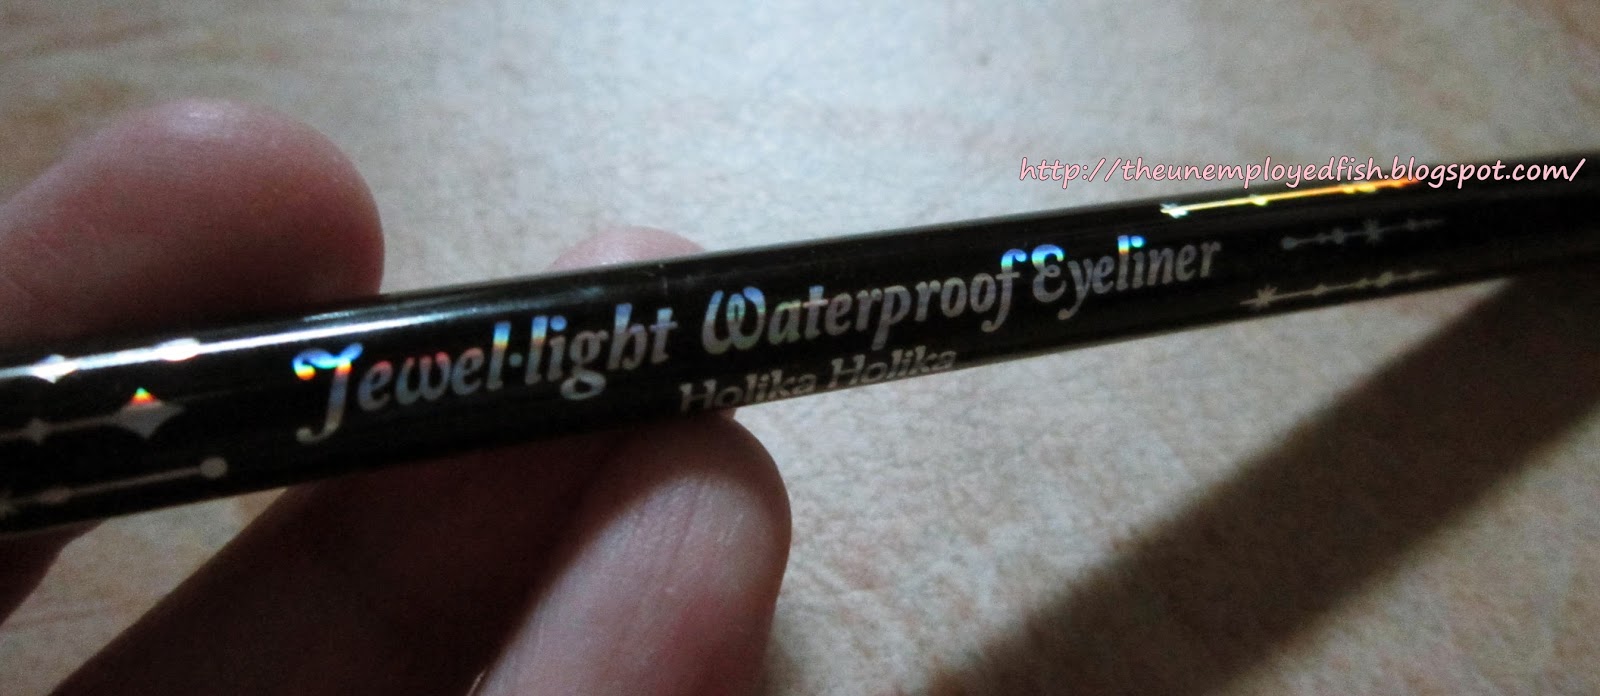 http://theunemployedfish.blogspot.com/
Jewel·light Waterproof Eyeliner
Holika Holika